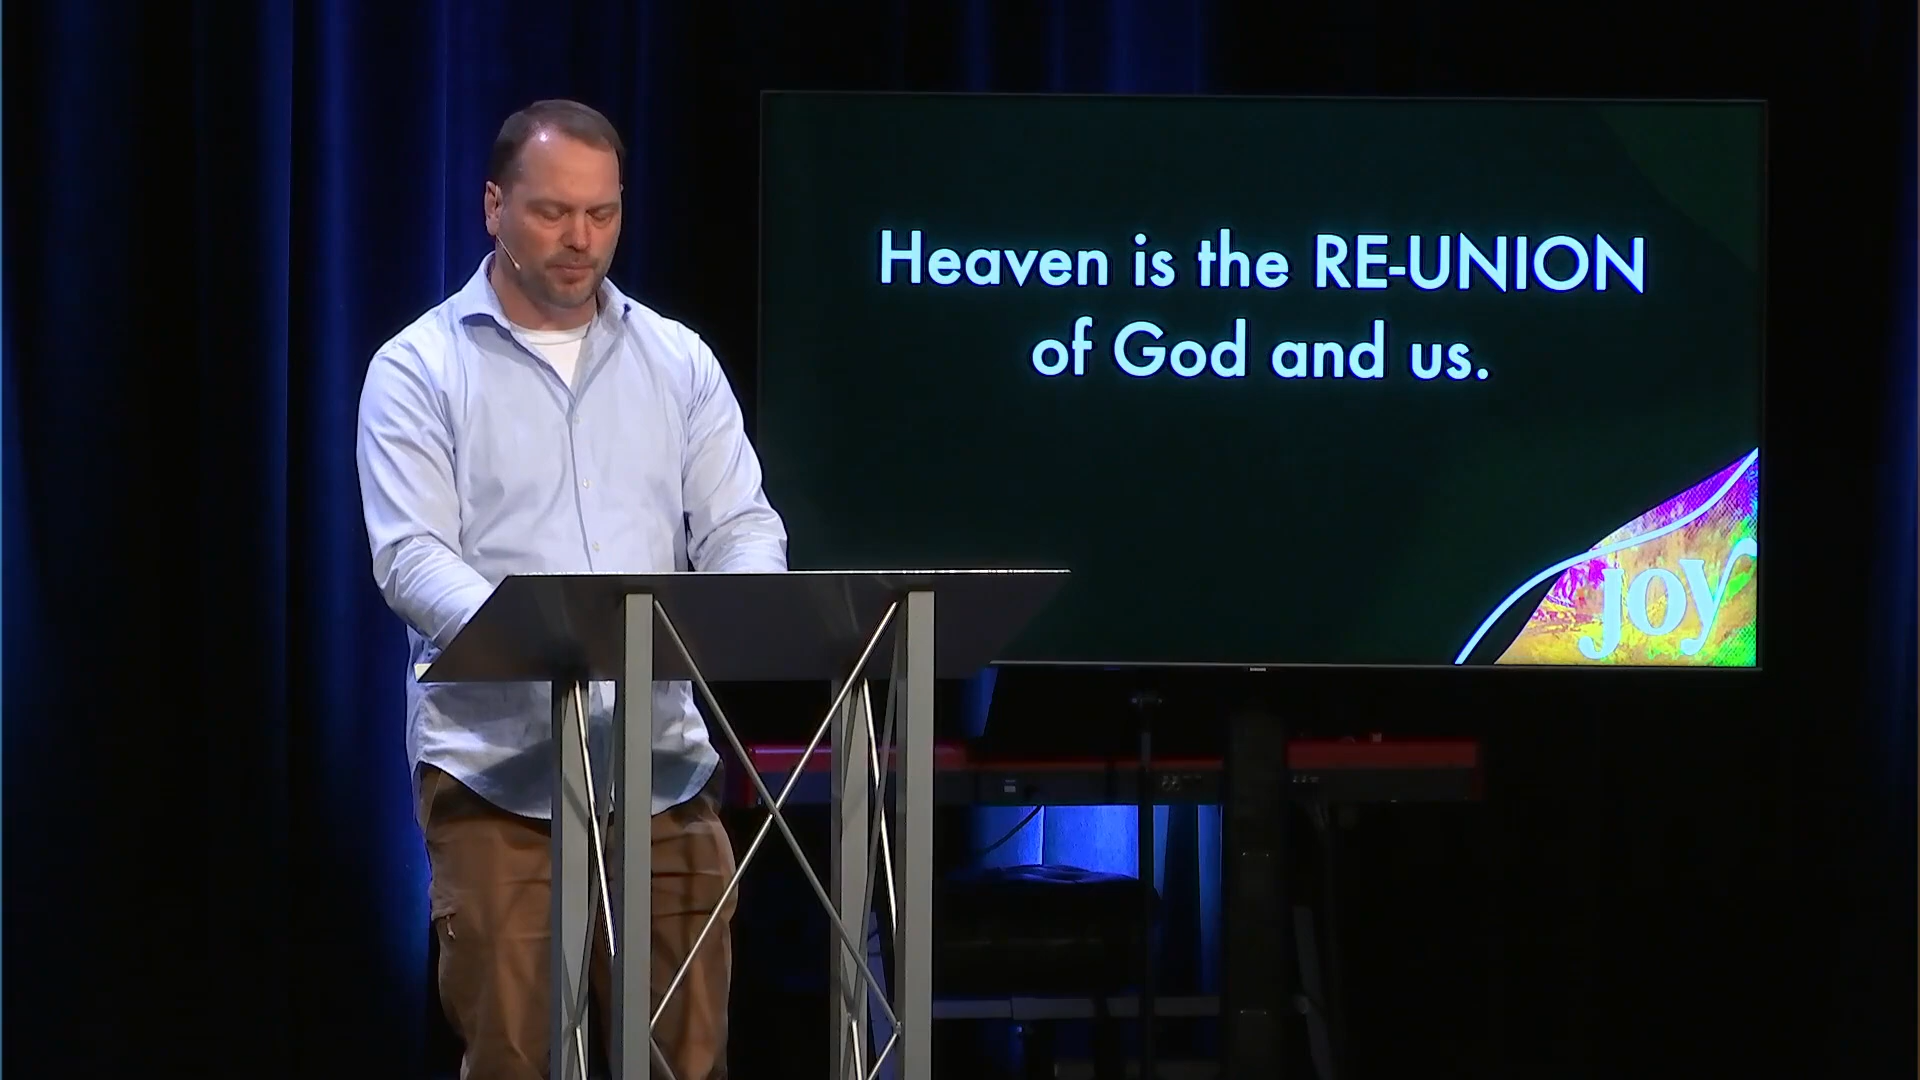 Heaven is the RE-UNION
of God and us.
joy